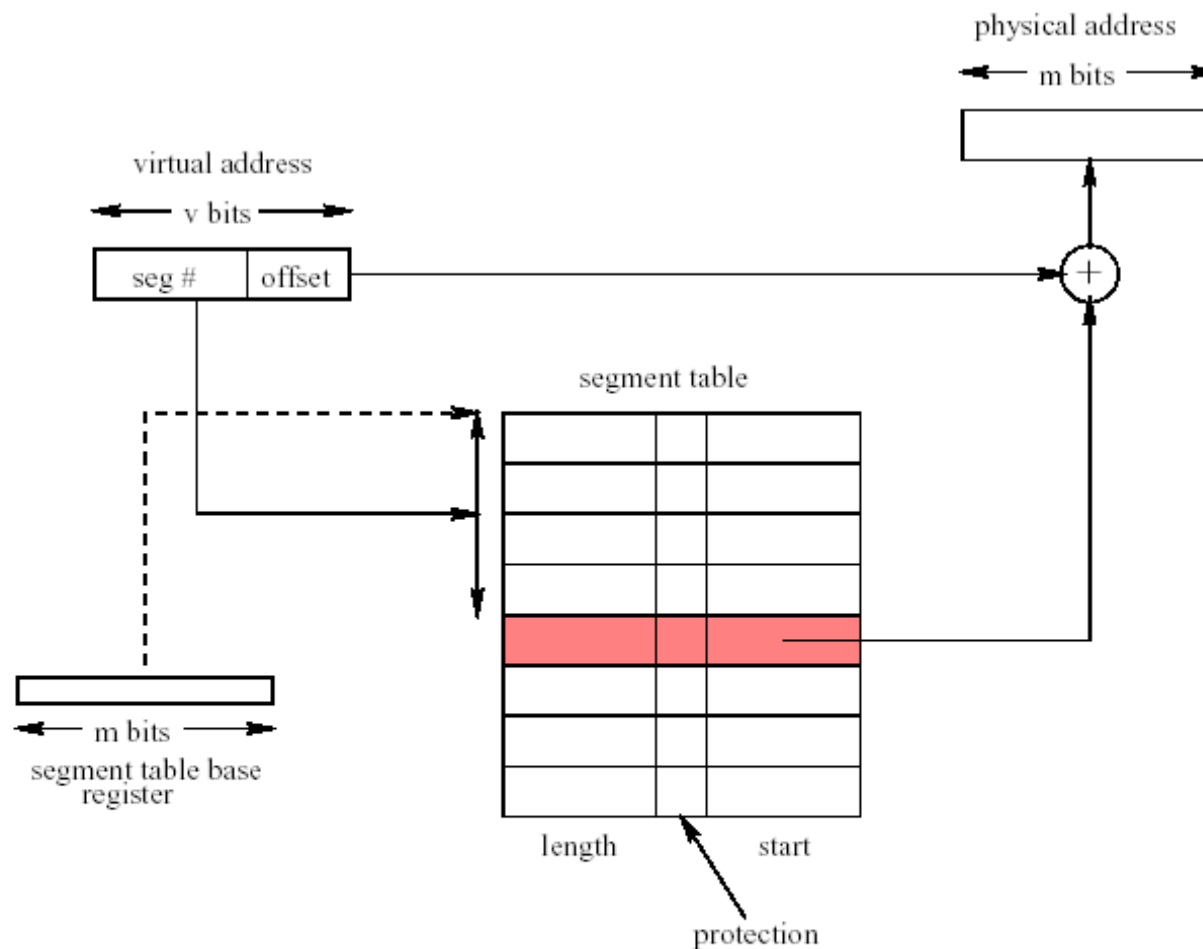 physical address
m bits
virtual address
v bits
seg #
offset
+
segment table
m bits
segment table base
register
length
start
protection